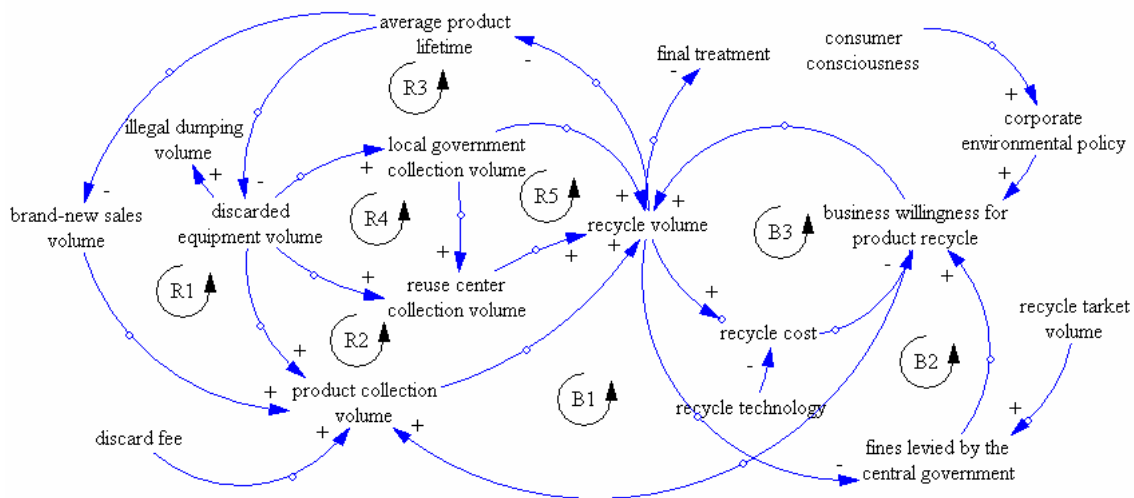 average product
lifetime
consumer
consciousness
final treatment
-
-
R3
+
illegal dumping
volume
+
local government
collection volume
+
corporate
environmental policy
+
-
-
R4
R5
+
+
brand-new sales
volume
discarded
equipment volume
recycle volume
B3
business willingness for
product recycle
+
+
+
+
-
+
R1
reuse center
collection volume
+
recycle tarket
volume
R2
recycle cost
B2
+
-
+
product collection
volume
B1
recycle technology
+
discard fee
+
+
-
fines levied by the
central government